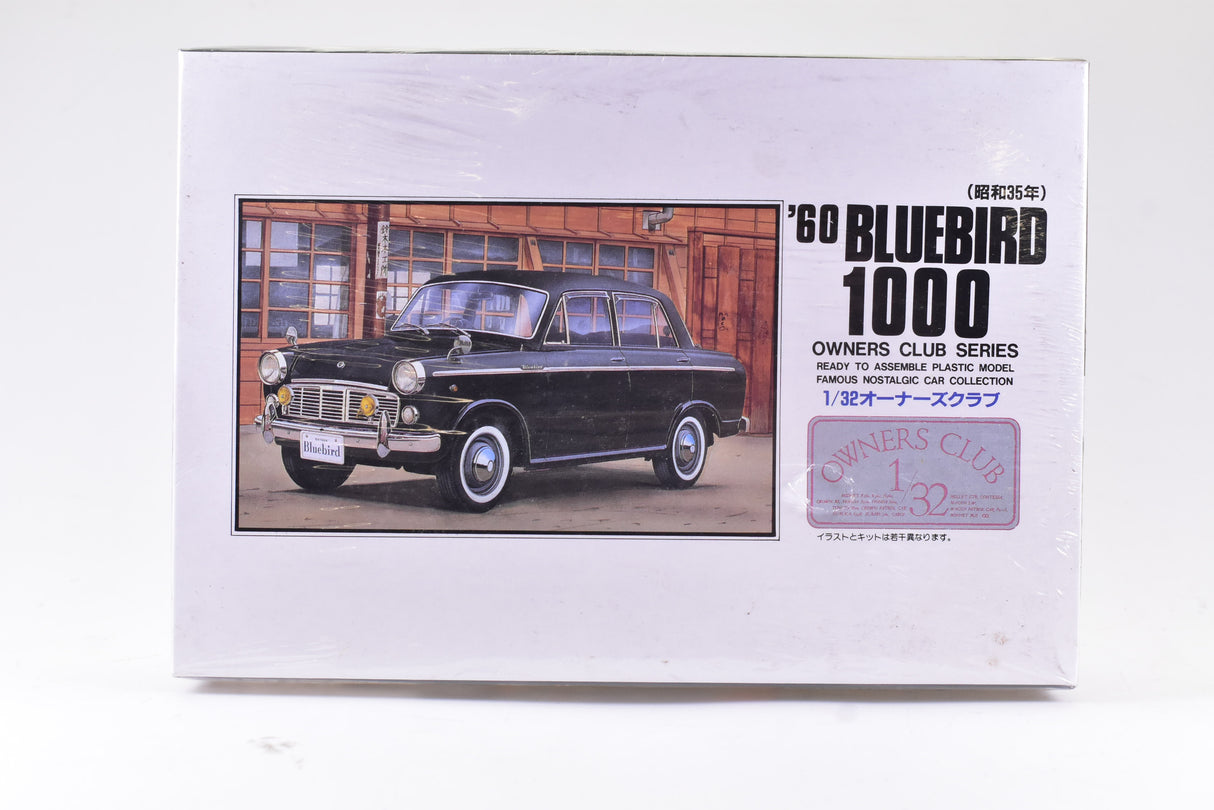 (昭和35年)
'60 BLUEBIRD
1000
OWNERS CLUB SERIES
READY TO ASSEMBLE PLASTIC MODEL
FAMOUS NOSTALGIC CAR COLLECTION
1/32オーナーズクラブ
OWNERS CLUB
1/32
イラストとキットは若干異なります。
Bluebird
Bluebird